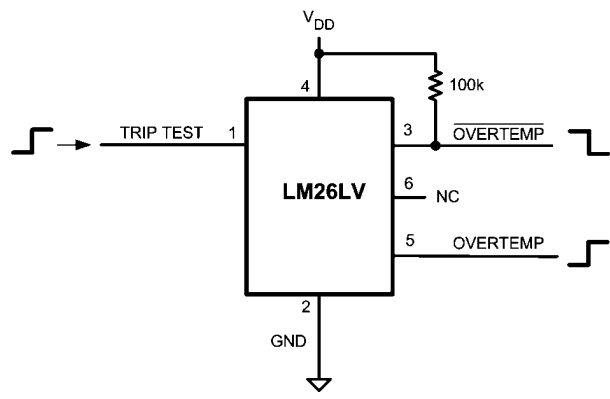 VDD
4
100k
TRIP TEST 1
3 OVERTEMP
LM26LV
6 NC
5 OVERTEMP
2
GND